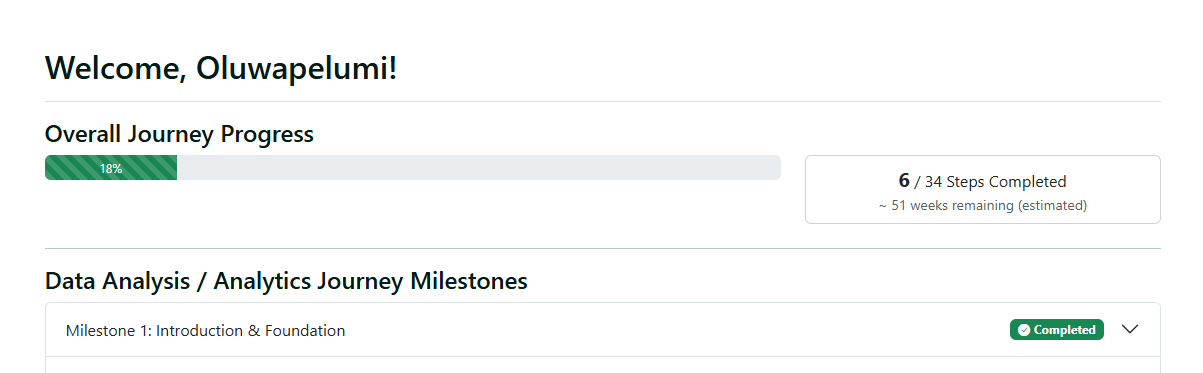 Welcome, Oluwapelumi!
Overall Journey Progress
18%
6 / 34 Steps Completed
~ 51 weeks remaining (estimated)
Data Analysis / Analytics Journey Milestones
Milestone 1: Introduction & Foundation
Completed